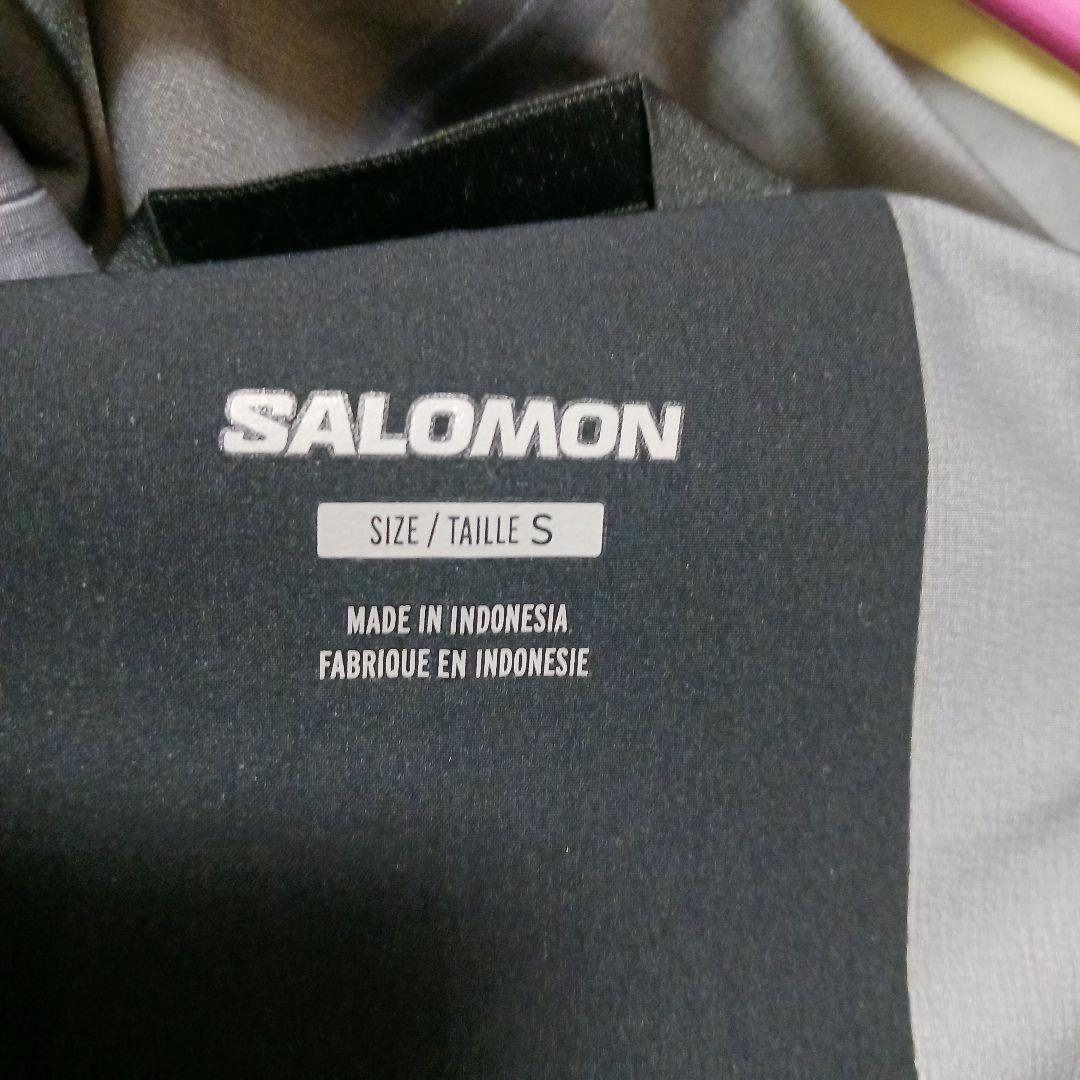 SALOMON
SIZE / TAILLE S
MADE IN INDONESIA
FABRIQUE EN INDONESIE